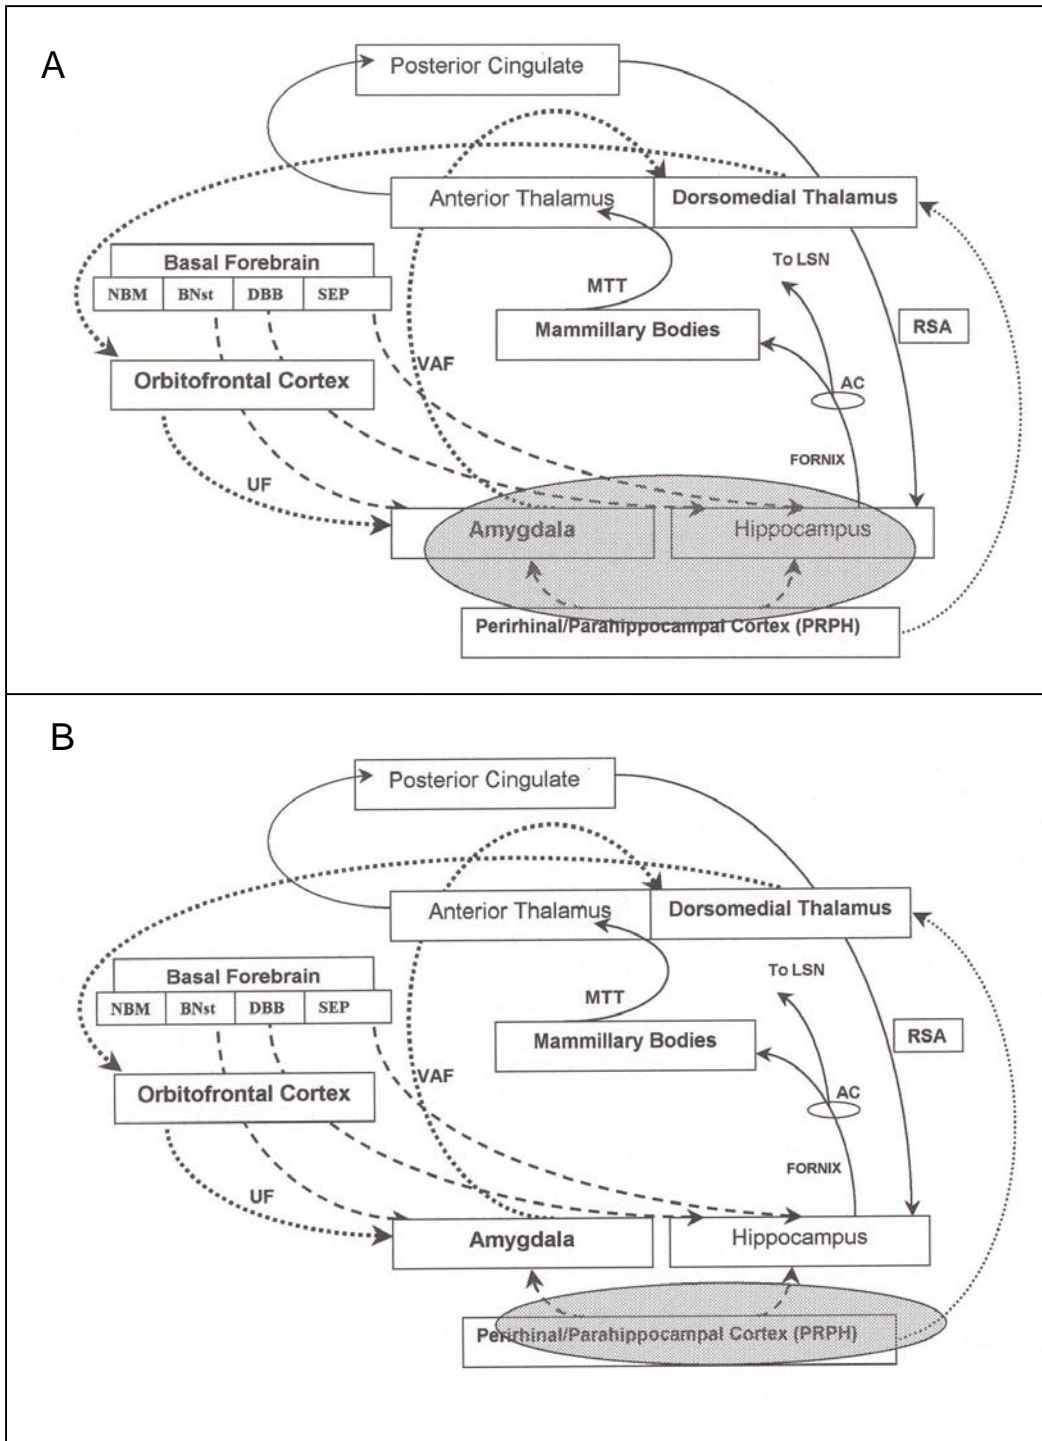 A
Posterior Cingulate
Anterior Thalamus
Dorsomedial Thalamus
Basal Forebrain
To LSN
NBM
BNst
DBB
SEP
MTT
Mammillary Bodies
RSA
VAF
Orbitofrontal Cortex
AC
FORNIX
UF
Amygdala
Hippocampus
Perirhinal/Parahippocampal Cortex (PRPH)
B
Posterior Cingulate
Anterior Thalamus
Dorsomedial Thalamus
Basal Forebrain
To LSN
NBM
BNst
DBB
SEP
MTT
Mammillary Bodies
RSA
VAF
Orbitofrontal Cortex
AC
FORNIX
UF
Amygdala
Hippocampus
Perirhinal/Parahippocampal Cortex (PRPH)